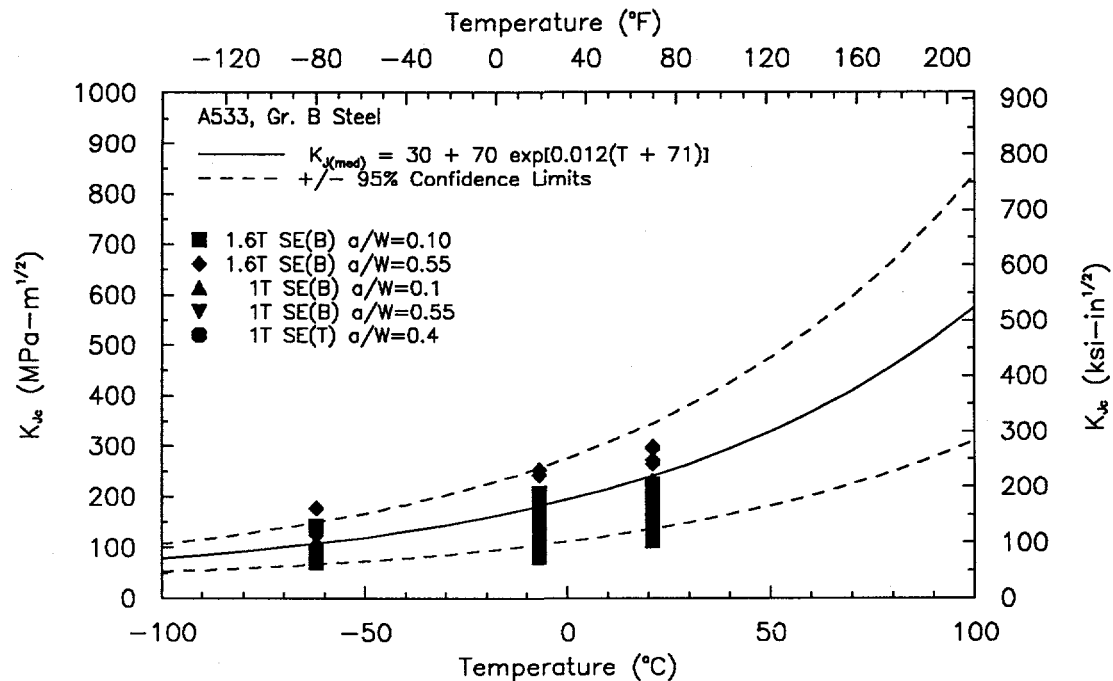 Temperature (°F)
−120 −80 −40 0 40 80 120 160 200
1000
900
800
700
600
500
400
300
200
100
0
K_Jc (MPa−m^1/2)
A533, Gr. B Steel
K_J(med) = 30 + 70 exp[0.012(T + 71)]
+/− 95% Confidence Limits
1.6T SE(B) a/W=0.10
1.6T SE(B) a/W=0.55
1T SE(B) a/W=0.1
1T SE(B) a/W=0.55
1T SE(T) a/W=0.4
900
800
700
600
500
400
300
200
100
0
K_Jc (ksi−in^1/2)
−100 −50 0 50 100
Temperature (°C)